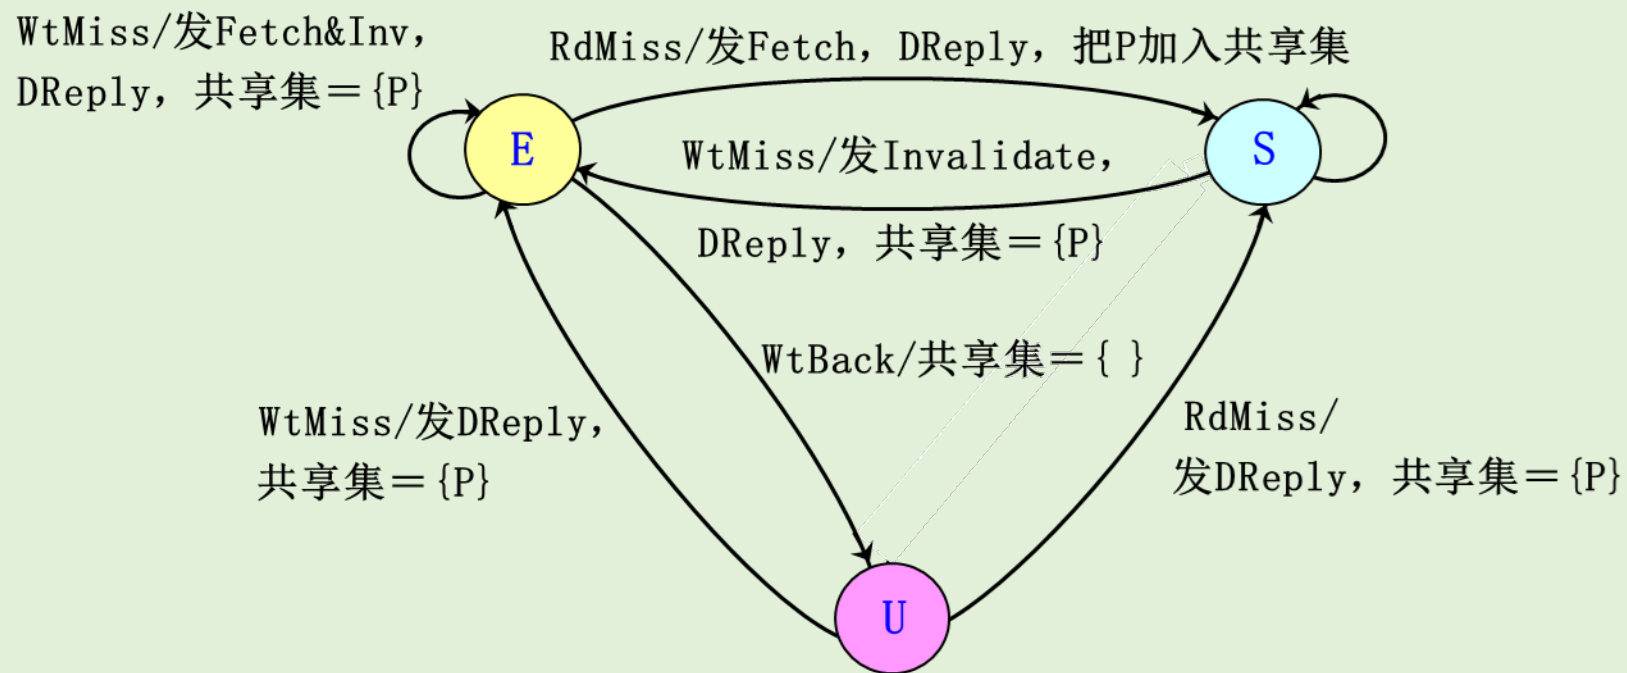 WtMiss/发Fetch&Inv,
DReply, 共享集={P}
RdMiss/发Fetch, DReply, 把P加入共享集
E
S
WtMiss/发Invalidate,
DReply, 共享集={P}
WtBack/共享集={ }
WtMiss/发DReply,
共享集={P}
RdMiss/
发DReply, 共享集={P}
U